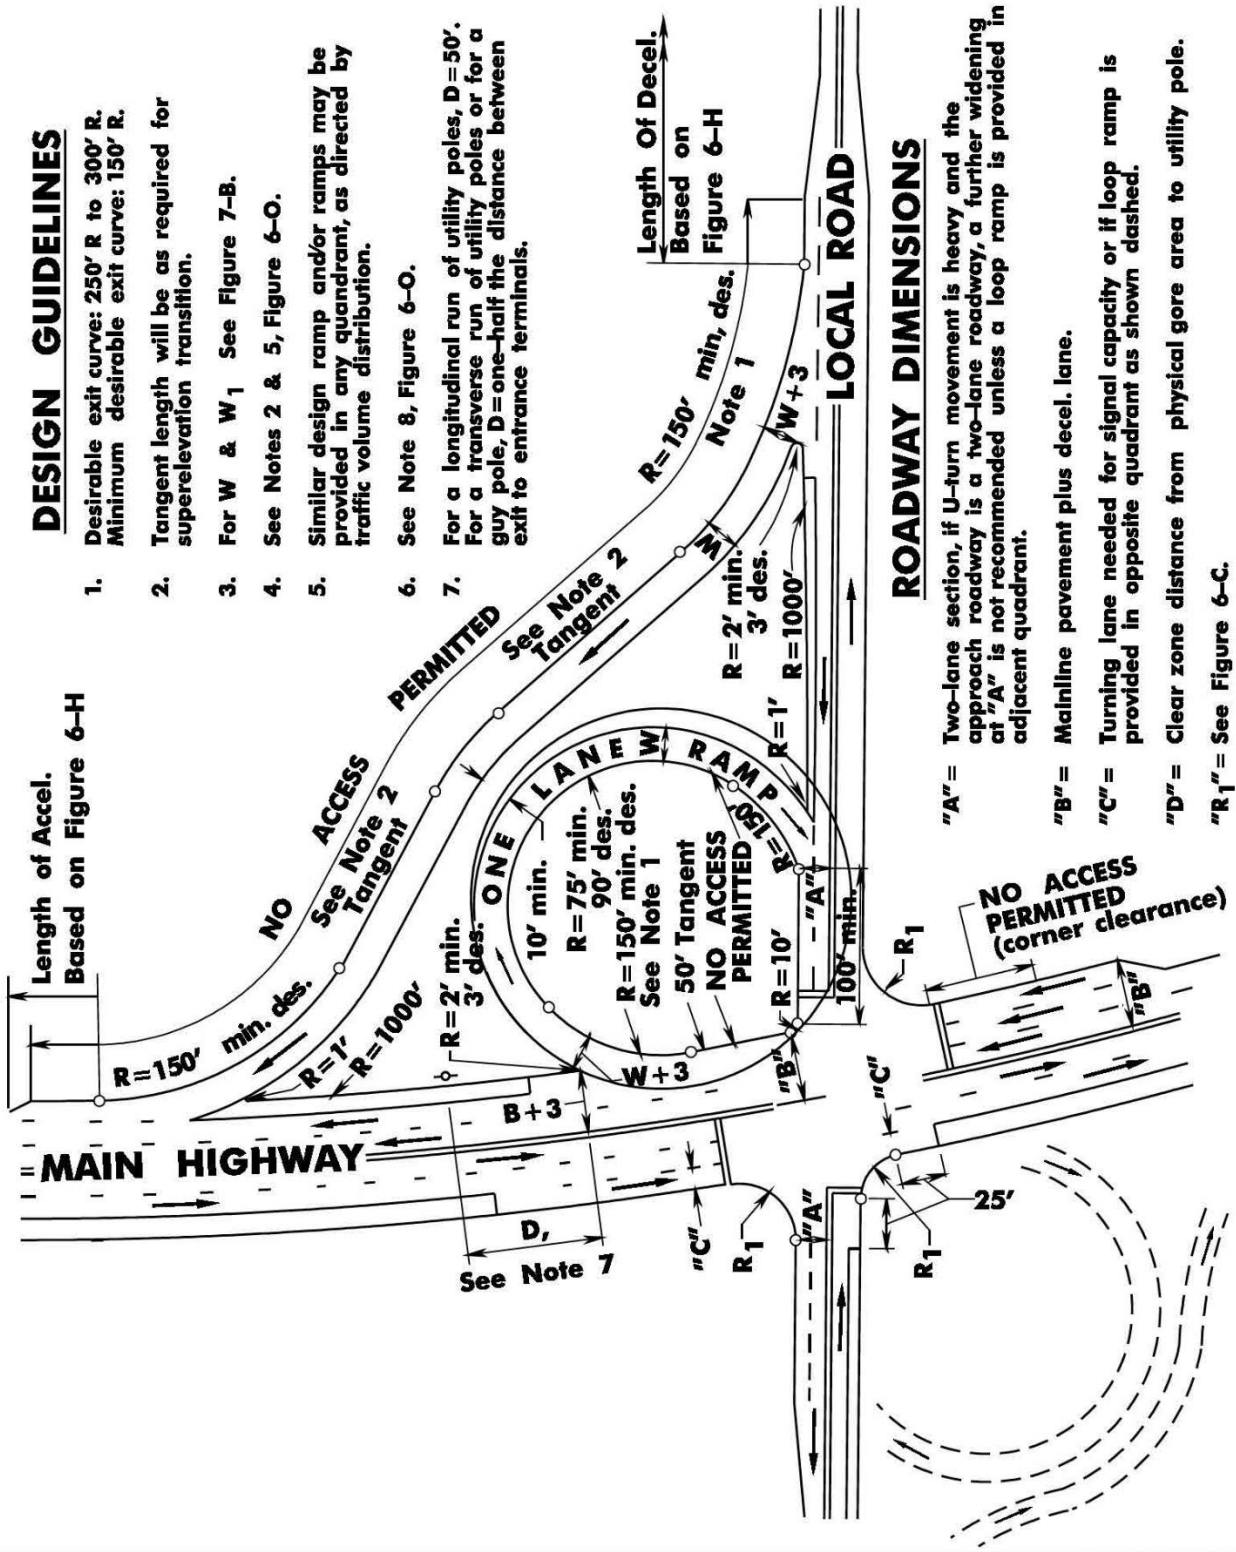 DESIGN GUIDELINES
1. Desirable exit curve: 250' R to 300' R.
Minimum desirable exit curve: 150' R.
2. Tangent length will be as required for
superelevation transition.
3. For W & W1 See Figure 7-B.
4. See Notes 2 & 5, Figure 6-O.
5. Similar design ramp and/or ramps may be
provided in any quandrant, as directed by
traffic volume distribution.
6. See Note 8, Figure 6-O.
7. For a longitudinal run of utility poles, D=50'.
For a transverse run of utility poles or for a
guy pole, D=one-half the distance between
exit to entrance terminals.
Length of Accel.
Based on Figure 6-H
NO ACCESS PERMITTED
See Note 2
Tangent
See Note 2
Tangent
R=150' min. des.
R=1'
R=1000'
R=2' min.
3' des.
MAIN HIGHWAY
B+3
W+3
D,
See Note 7
ONE LANE RAMP
W
10' min.
R=75' min.
90' des.
R=150' min. des.
See Note 1
50' Tangent
NO ACCESS
PERMITTED
R=10'
R=150'
"A"
100' min.
R=1'
R=1000'
R=2' min.
3' des.
W
W+3
R=150' min, des.
Note 1
Length Of Decel.
Based on
Figure 6-H
LOCAL ROAD
"B"
"C"
R1
"A"
"C"
R1
25'
R1
NO ACCESS
PERMITTED
(corner clearance)
"B"
ROADWAY DIMENSIONS
"A"= Two-lane section, if U-turn movement is heavy and the
approach roadway is a two-lane roadway, a further widening
at "A" is not recommended unless a loop ramp is provided in
adjacent quadrant.
"B"= Mainline pavement plus decel. lane.
"C"= Turning lane needed for signal capacity or if loop ramp is
provided in opposite quadrant as shown dashed.
"D"= Clear zone distance from physical gore area to utility pole.
"R1"= See Figure 6-C.